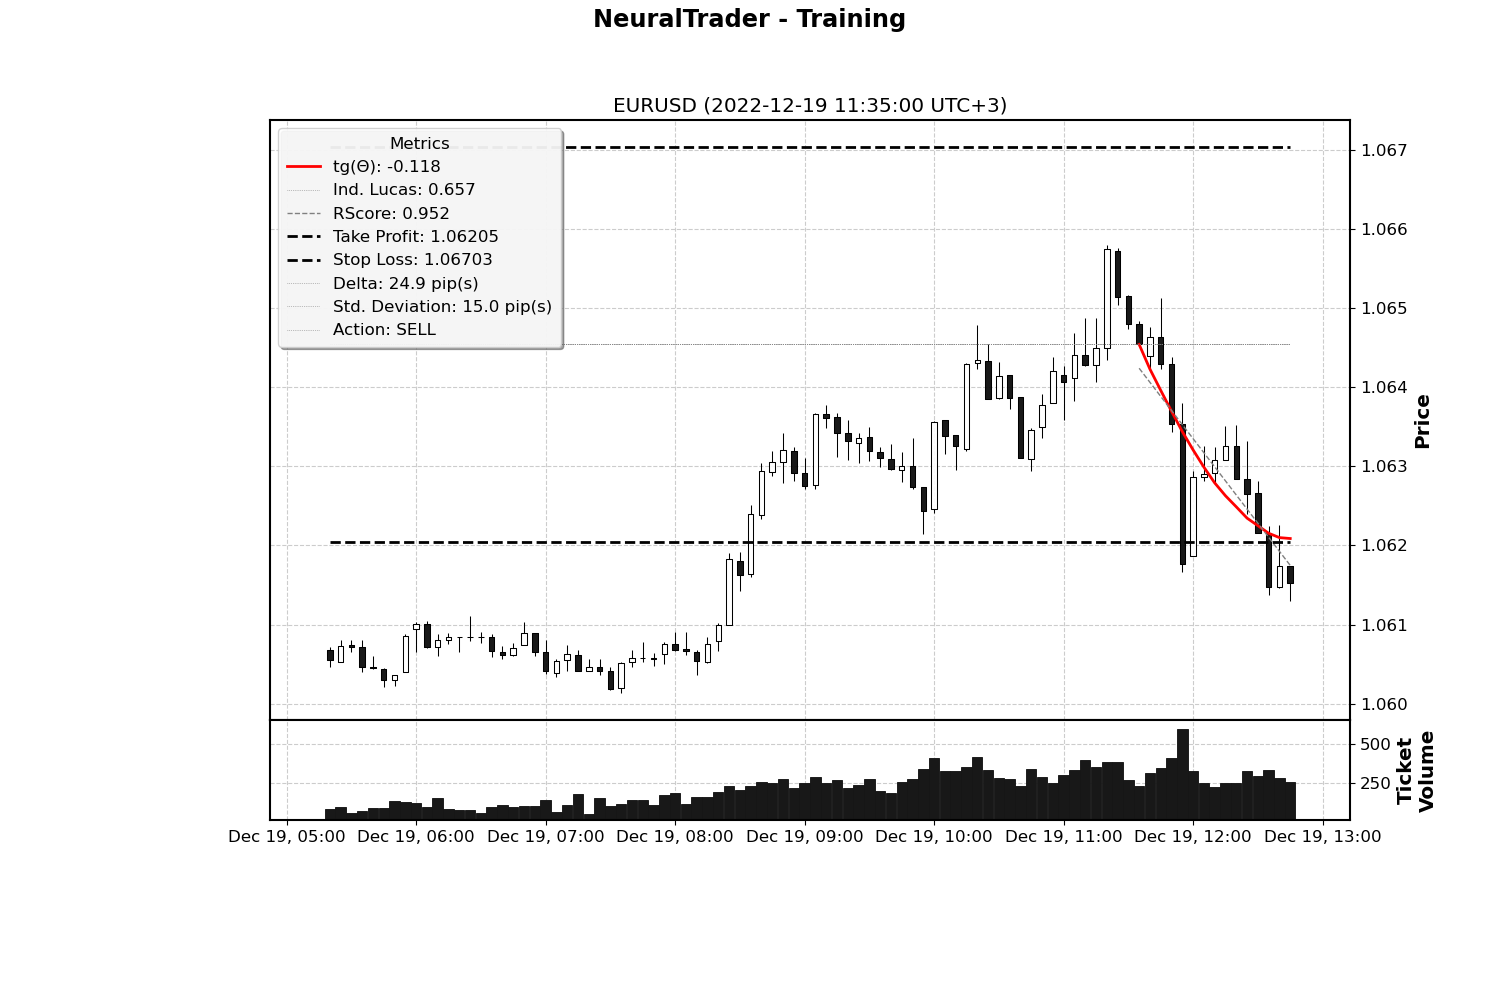 NeuralTrader - Training
EURUSD (2022-12-19 11:35:00 UTC+3)
Metrics
tg(Θ): -0.118
Ind. Lucas: 0.657
RScore: 0.952
Take Profit: 1.06205
Stop Loss: 1.06703
Delta: 24.9 pip(s)
Std. Deviation: 15.0 pip(s)
Action: SELL
1.067
1.066
1.065
1.064
1.063
1.062
1.061
1.060
Price
500
250
Ticket
Volume
Dec 19, 05:00 Dec 19, 06:00 Dec 19, 07:00 Dec 19, 08:00 Dec 19, 09:00 Dec 19, 10:00 Dec 19, 11:00 Dec 19, 12:00 Dec 19, 13:00